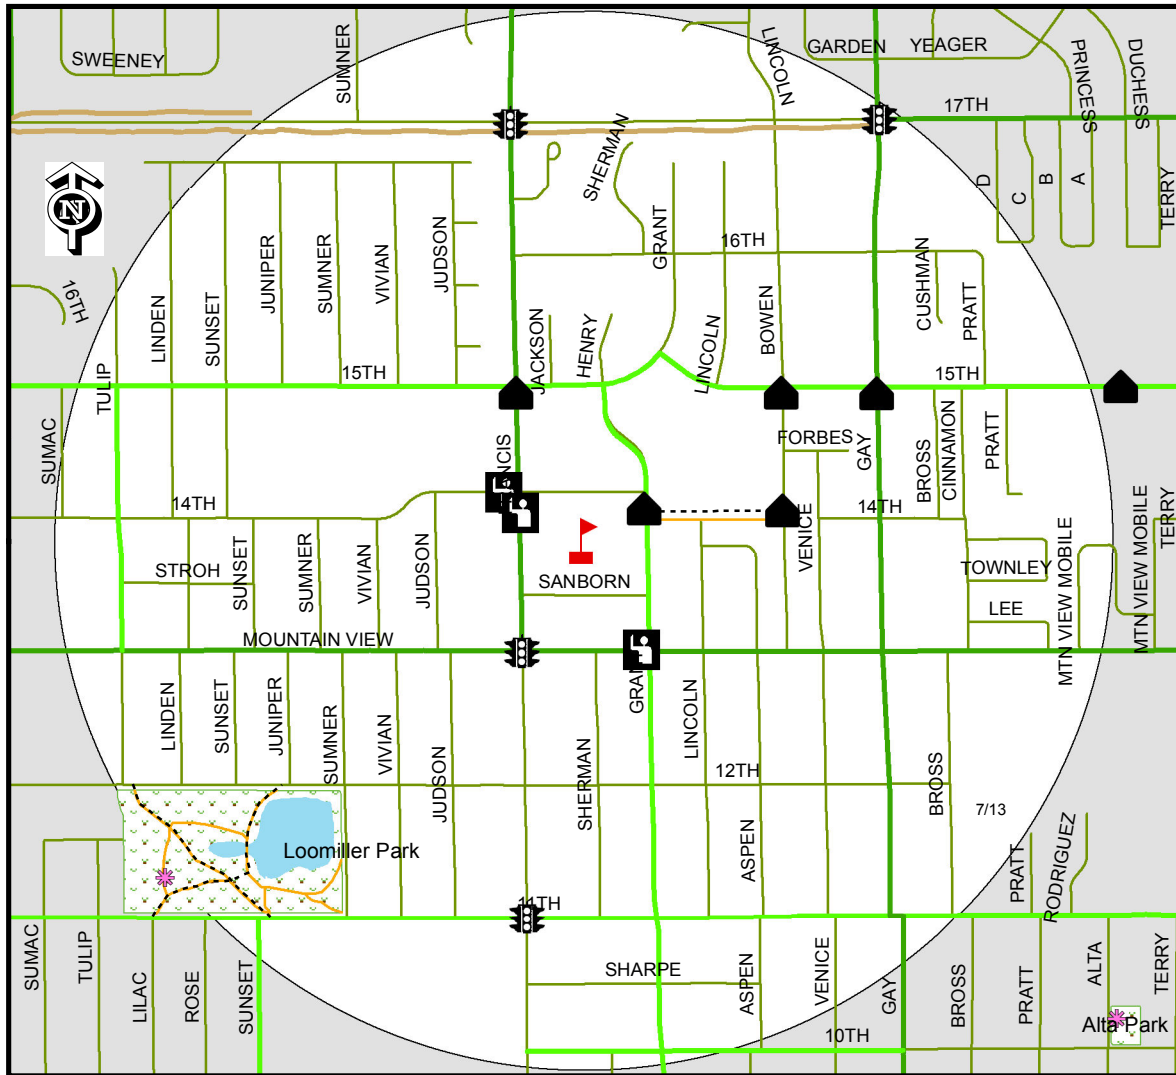 SWEENEY
SUMNER
LINCOLN
GARDEN
YEAGER
PRINCESS
DUCHESS
17TH
N
SHERMAN
D
C
B
A
TERRY
16TH
LINDEN
SUNSET
JUNIPER
SUMNER
VIVIAN
JUDSON
GRANT
16TH
BOWEN
CUSHMAN
PRATT
TULIP
15TH
JACKSON
HENRY
LINCOLN
15TH
SUMAC
FORBES
GAY
BROSS
CINNAMON
PRATT
14TH
VENICE
14TH
MTN VIEW MOBILE
MTN VIEW MOBILE
TERRY
STROH
SUNSET
SUMNER
VIVIAN
JUDSON
SANBORN
TOWNLEY
LEE
MOUNTAIN VIEW
LINDEN
SUNSET
JUNIPER
SUMNER
VIVIAN
JUDSON
SHERMAN
LINCOLN
12TH
BROSS
7/13
ASPEN
PRATT
RODRIGUEZ
Loomiller Park
11TH
SUMAC
TULIP
LILAC
ROSE
SUNSET
SHARPE
ASPEN
VENICE
GAY
BROSS
PRATT
ALTA
TERRY
Alta Park
10TH